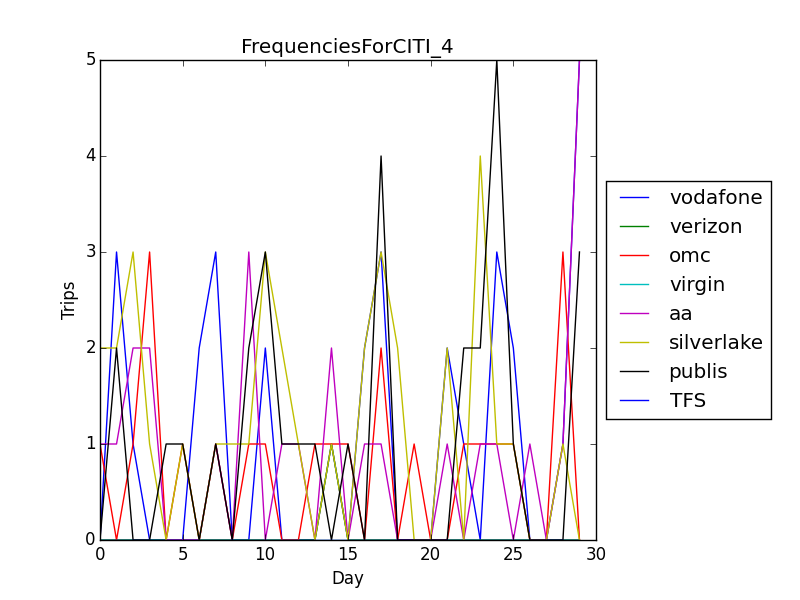 FrequenciesForCITI_4
5
4
3
2
1
0
Trips
0 5 10 15 20 25 30
Day
vodafone
verizon
omc
virgin
aa
silverlake
publis
TFS